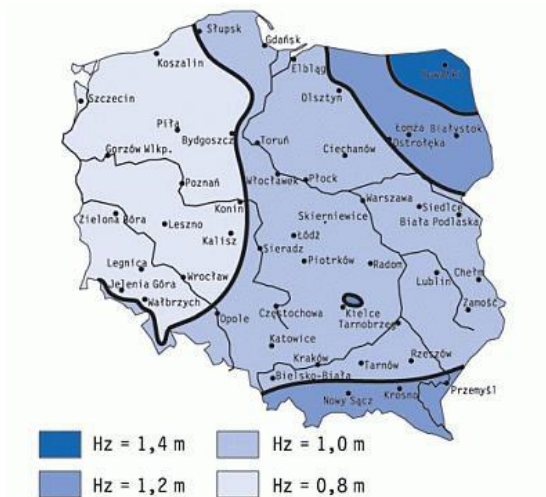 Słupsk
Gdańsk
Koszalin
Elbląg
Suwałki
Olsztyn
Szczecin
Piła
Bydgoszcz
Toruń
Łomża
Białystok
Ostrołęka
Ciechanów
Gorzów Wlkp.
Włocławek
Płock
Poznań
Warszawa
Siedlce
Biała Podlaska
Konin
Zielona Góra
Leszno
Skierniewice
Łódź
Kalisz
Sieradz
Piotrków
Radom
Legnica
Wrocław
Lublin
Chełm
Jelenia Góra
Wałbrzych
Zamość
Opole
Częstochowa
Kielce
Tarnobrzeg
Katowice
Kraków
Tarnów
Rzeszów
Bielsko-Biała
Przemyśl
Nowy Sącz
Krosno
Hz = 1,4 m
Hz = 1,0 m
Hz = 1,2 m
Hz = 0,8 m